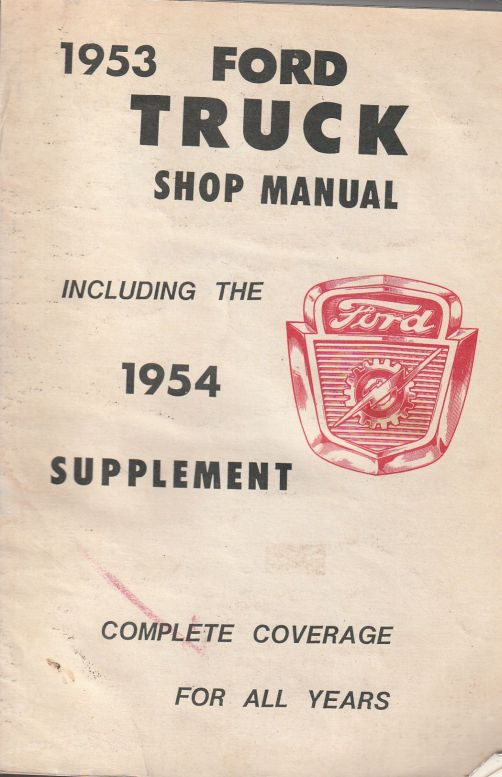 1953 FORD
TRUCK
SHOP MANUAL
INCLUDING THE
Ford
1954
SUPPLEMENT
COMPLETE COVERAGE
FOR ALL YEARS